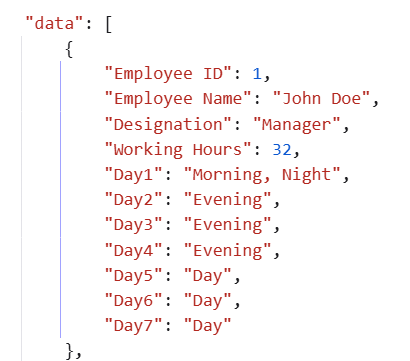 "data": [
{
"Employee ID": 1,
"Employee Name": "John Doe",
"Designation": "Manager",
"Working Hours": 32,
"Day1": "Morning, Night",
"Day2": "Evening",
"Day3": "Evening",
"Day4": "Evening",
"Day5": "Day",
"Day6": "Day",
"Day7": "Day"
},